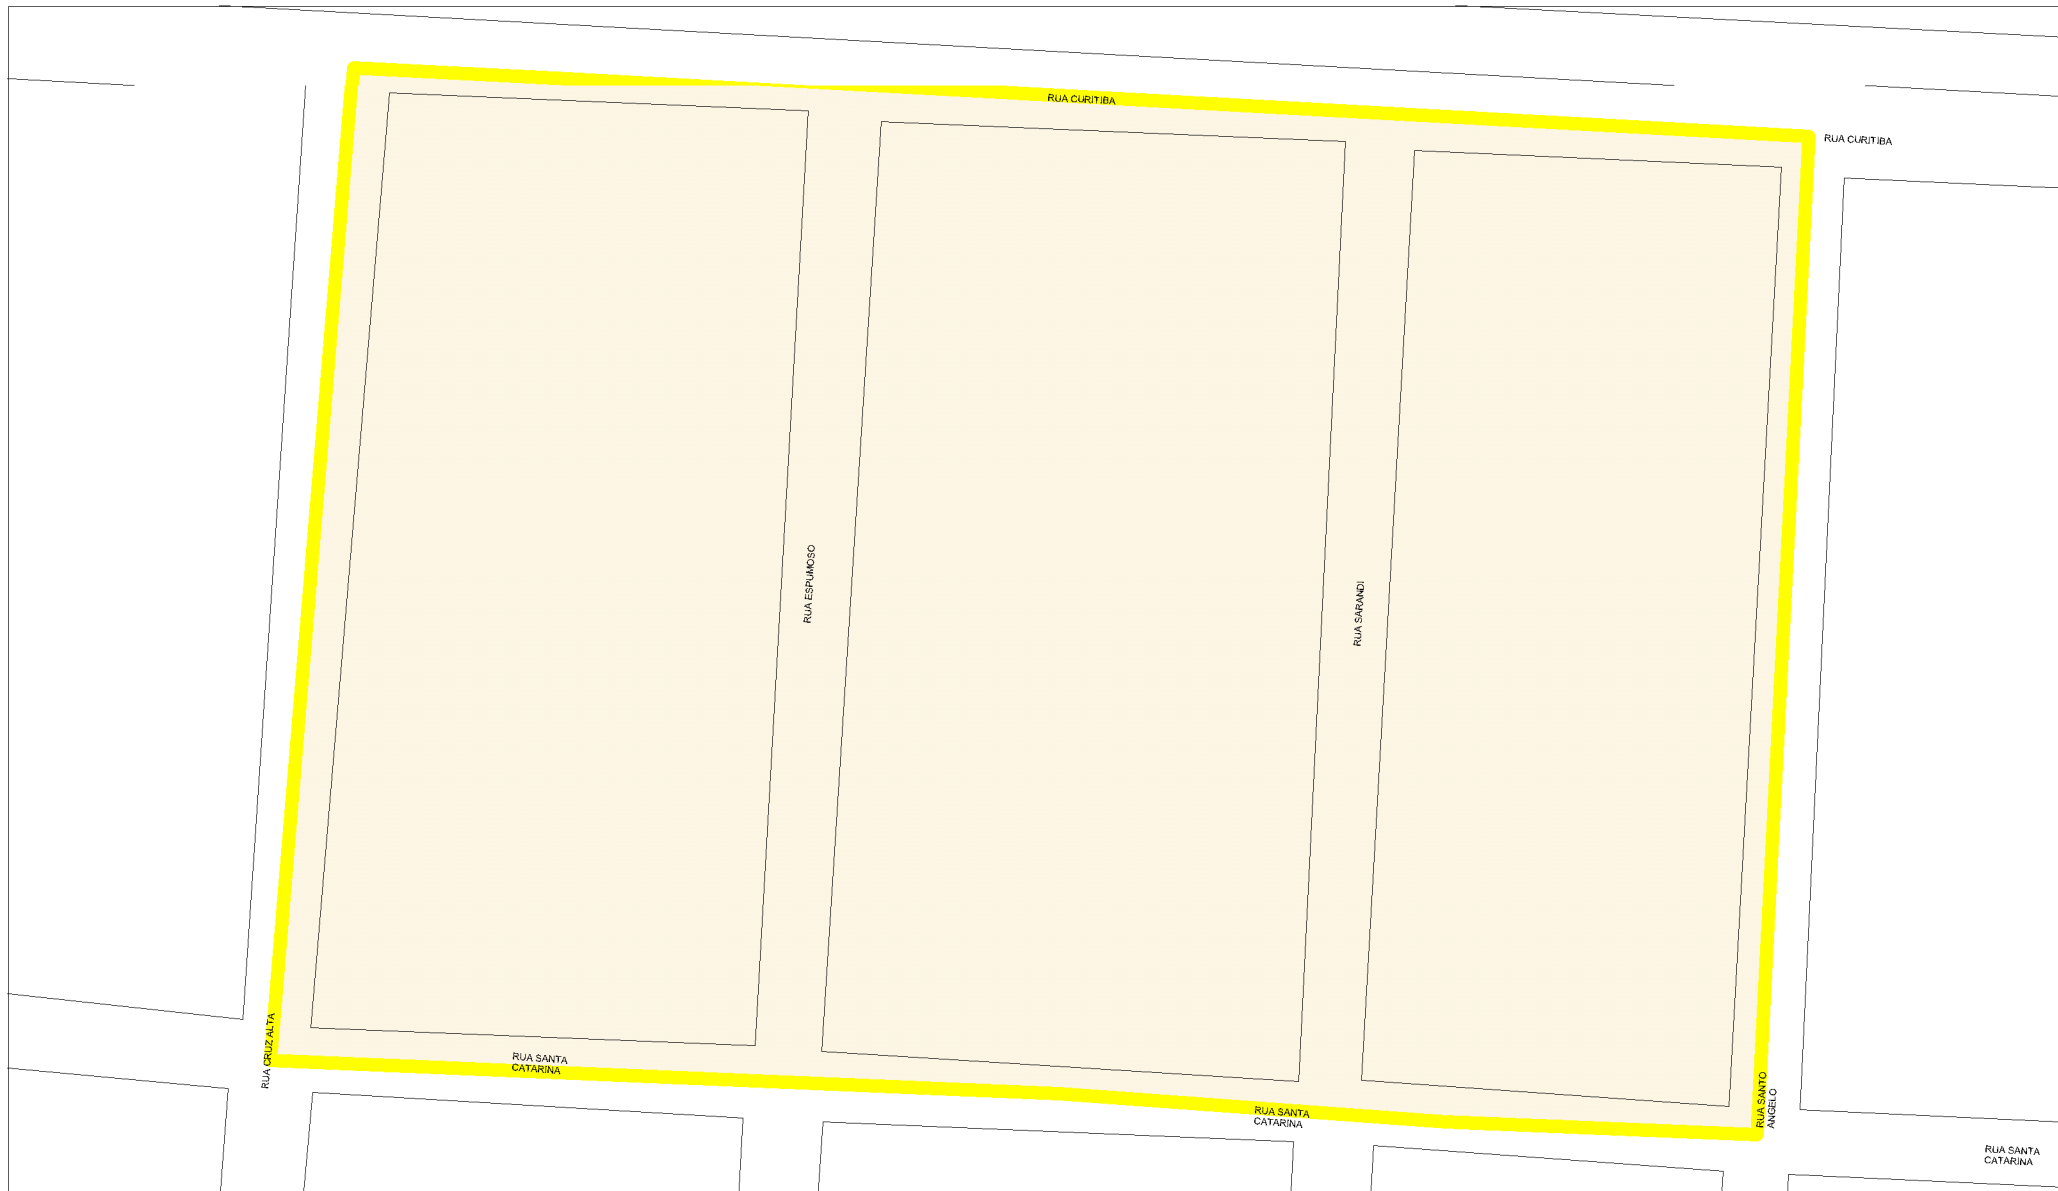 RUA CURITIBA
RUA CURITIBA
RUA ESPUMOSO
RUA SARANDI
RUA CRUZ ALTA
RUA SANTA
CATARINA
RUA SANTA
CATARINA
RUA SANTO
ANGELO
RUA SANTA
CATARINA